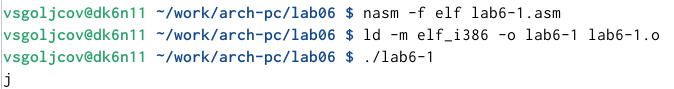 vsgoljcov@dk6n11 ~/work/arch-pc/lab06 $ nasm -f elf lab6-1.asm
vsgoljcov@dk6n11 ~/work/arch-pc/lab06 $ ld -m elf_i386 -o lab6-1 lab6-1.o
vsgoljcov@dk6n11 ~/work/arch-pc/lab06 $ ./lab6-1
j